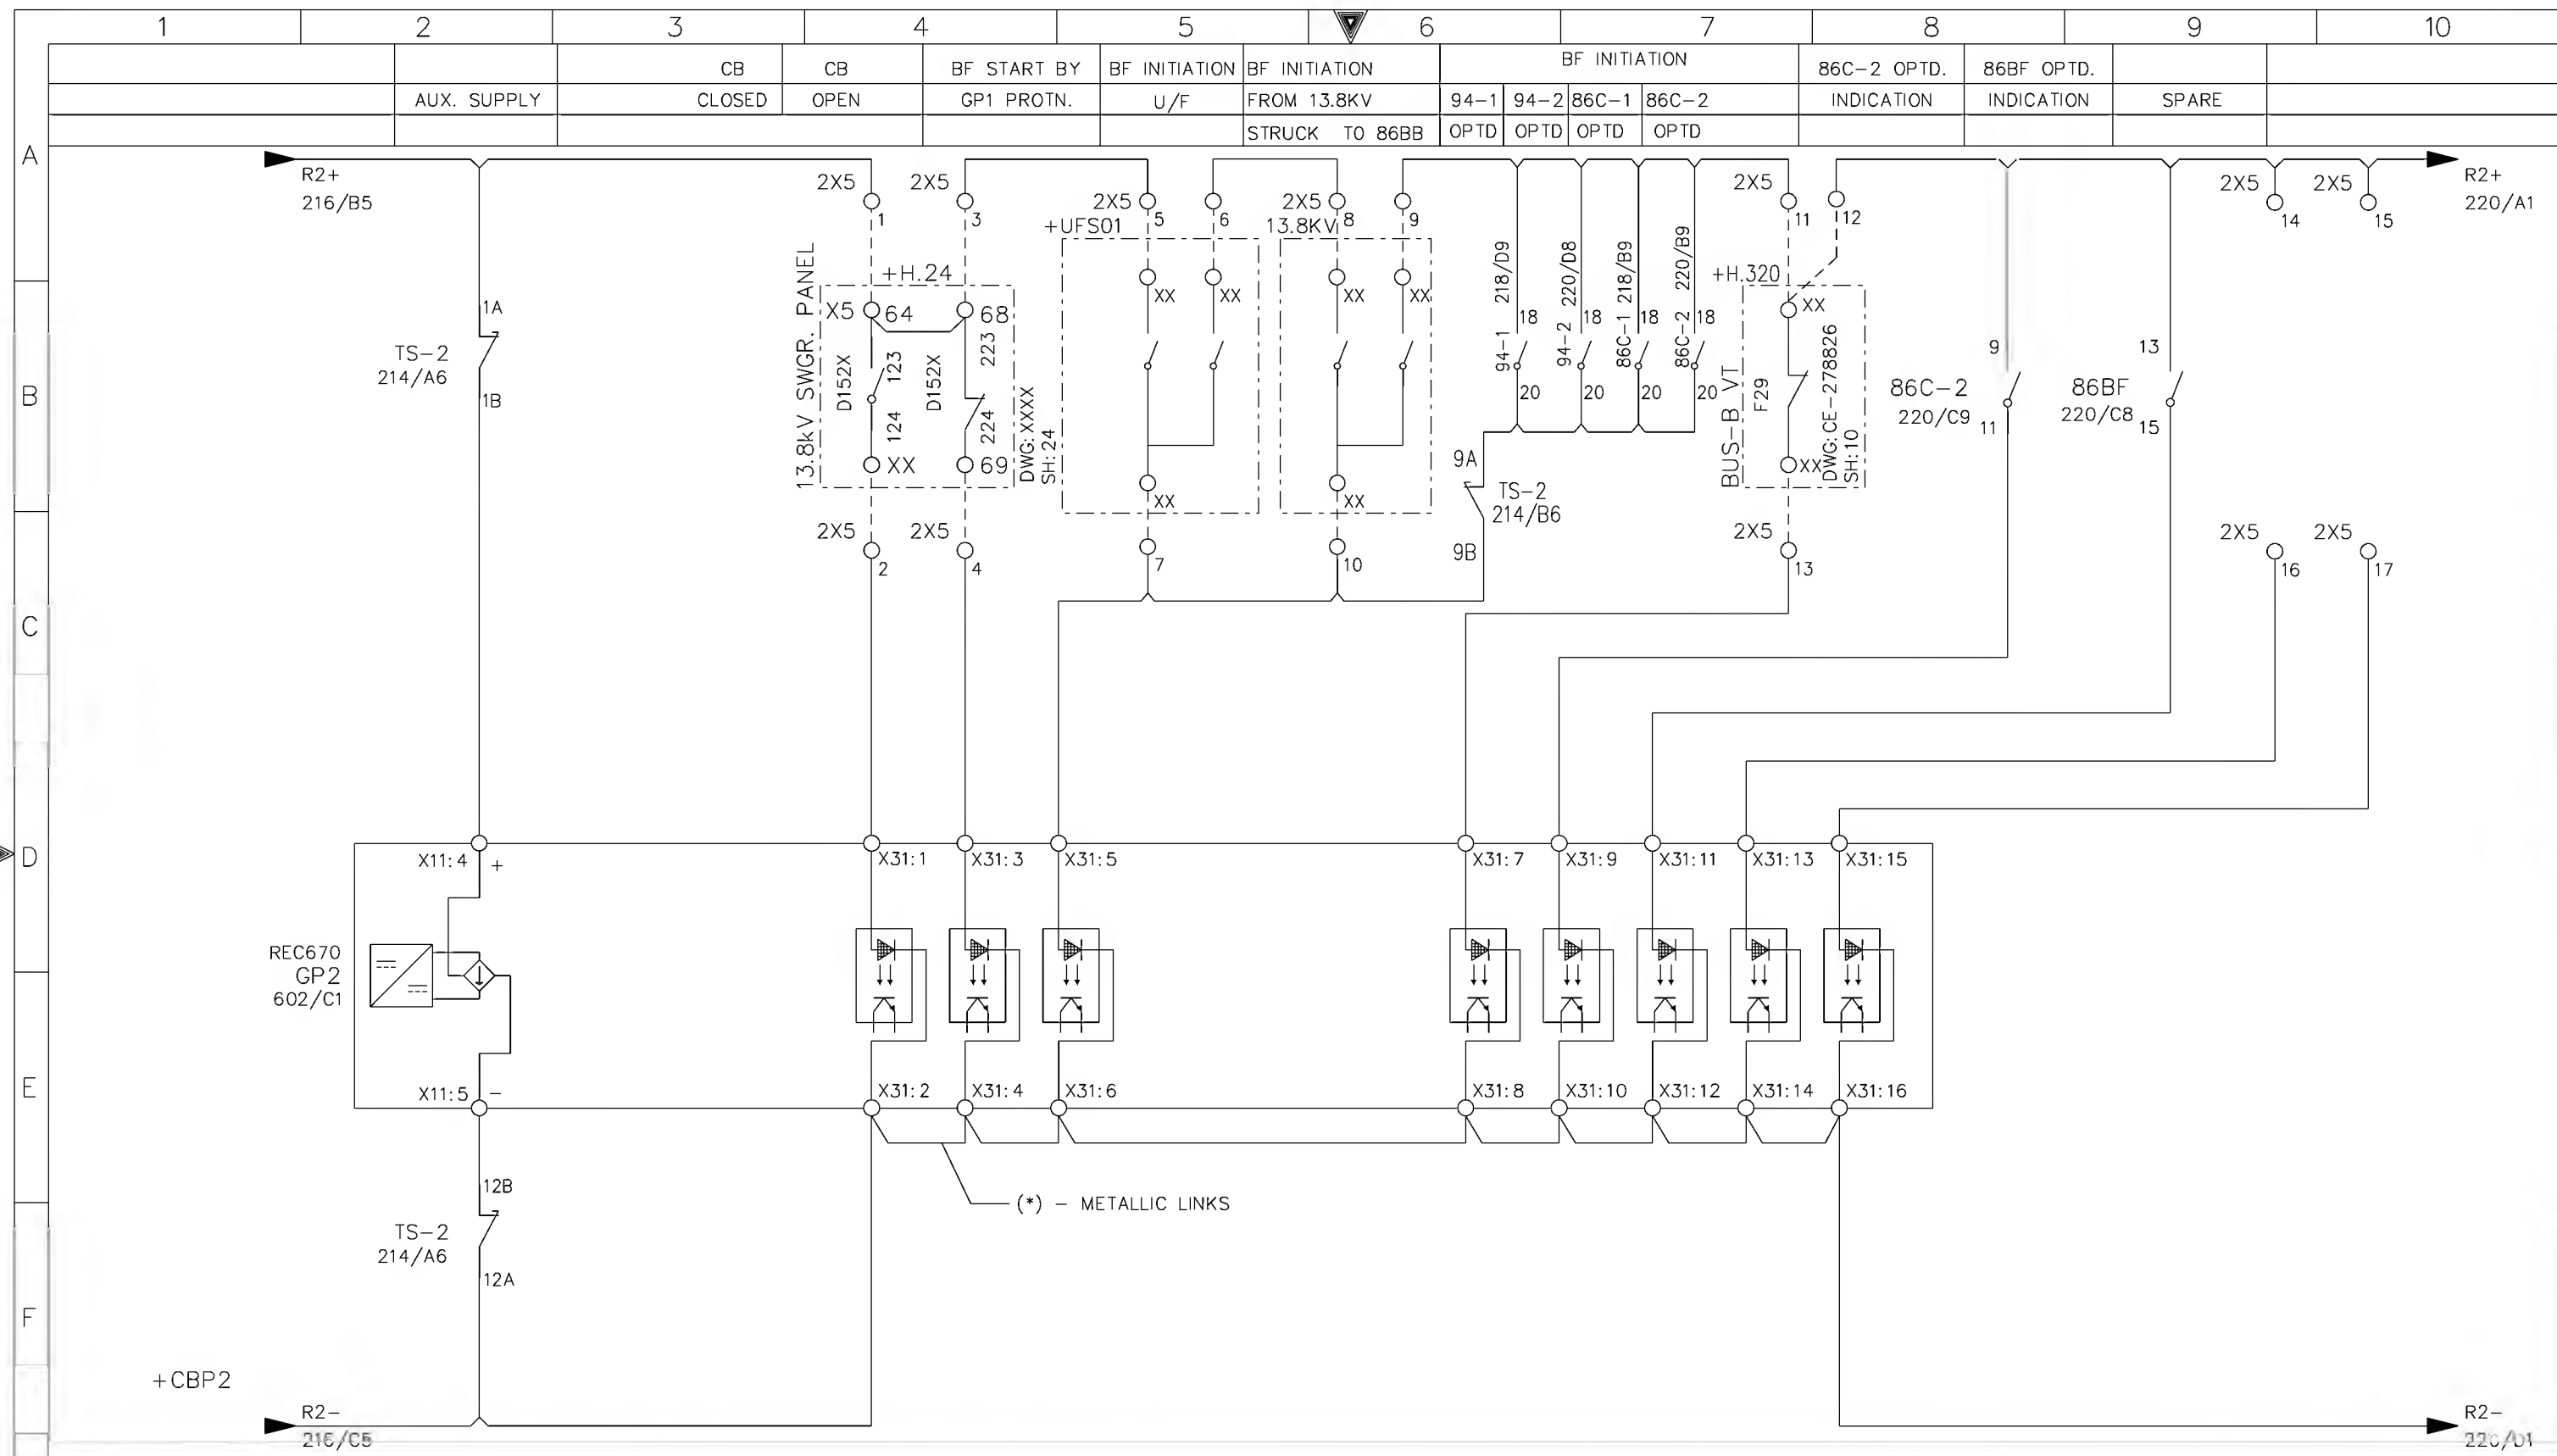 1 2 3 4 5 6 7 8 9 10
CB CB BF START BY BF INITIATION BF INITIATION BF INITIATION 86C-2 OPTD. 86BF OPTD.
AUX. SUPPLY CLOSED OPEN GP1 PROTN. U/F FROM 13.8KV 94-1 94-2 86C-1 86C-2 INDICATION INDICATION SPARE
STRUCK TO 86BB OPTD OPTD OPTD OPTD
A
R2+
216/B5
2X5 1
2X5 3
2X5 5
6
2X5 8
9
2X5 11
12
2X5 14
2X5 15
R2+
220/A1
+UFS01
13.8KV
+H.24
+H.320
13.8kV SWGR. PANEL
X5 64 68
D152X 123 124
D152X 223 224
XX 69
DWG:XXXX
SH:24
XX XX
XX
XX XX
XX
218/D9
220/D8
218/B9
220/B9
18 18 18 18
94-1
94-2
86C-1
86C-2
20 20 20 20
BUS-B VT
F29
XX
XX
DWG:CE-278826
SH:10
B
1A
TS-2
214/A6
1B
9A
TS-2
214/B6
9B
9
86C-2
220/C9
11
13
86BF
220/C8
15
2X5 2
2X5 4
7
10
2X5 13
2X5 16
2X5 17
C
D
X11:4 + X31:1 X31:3 X31:5 X31:7 X31:9 X31:11 X31:13 X31:15
REC670
GP2
602/C1
E
X11:5 - X31:2 X31:4 X31:6 X31:8 X31:10 X31:12 X31:14 X31:16
12B
TS-2
214/A6
12A
(*) - METALLIC LINKS
F
+CBP2
R2-
216/C5
R2-
220/D1